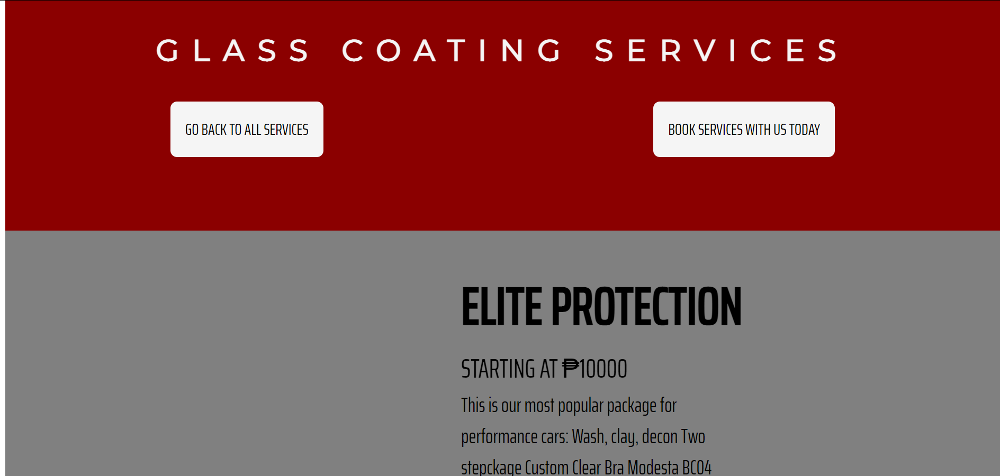 GLASS COATING SERVICES
GO BACK TO ALL SERVICES
BOOK SERVICES WITH US TODAY
ELITE PROTECTION
STARTING AT ₱10000
This is our most popular package for
performance cars: Wash, clay, decon Two
stepckage Custom Clear Bra Modesta BC04